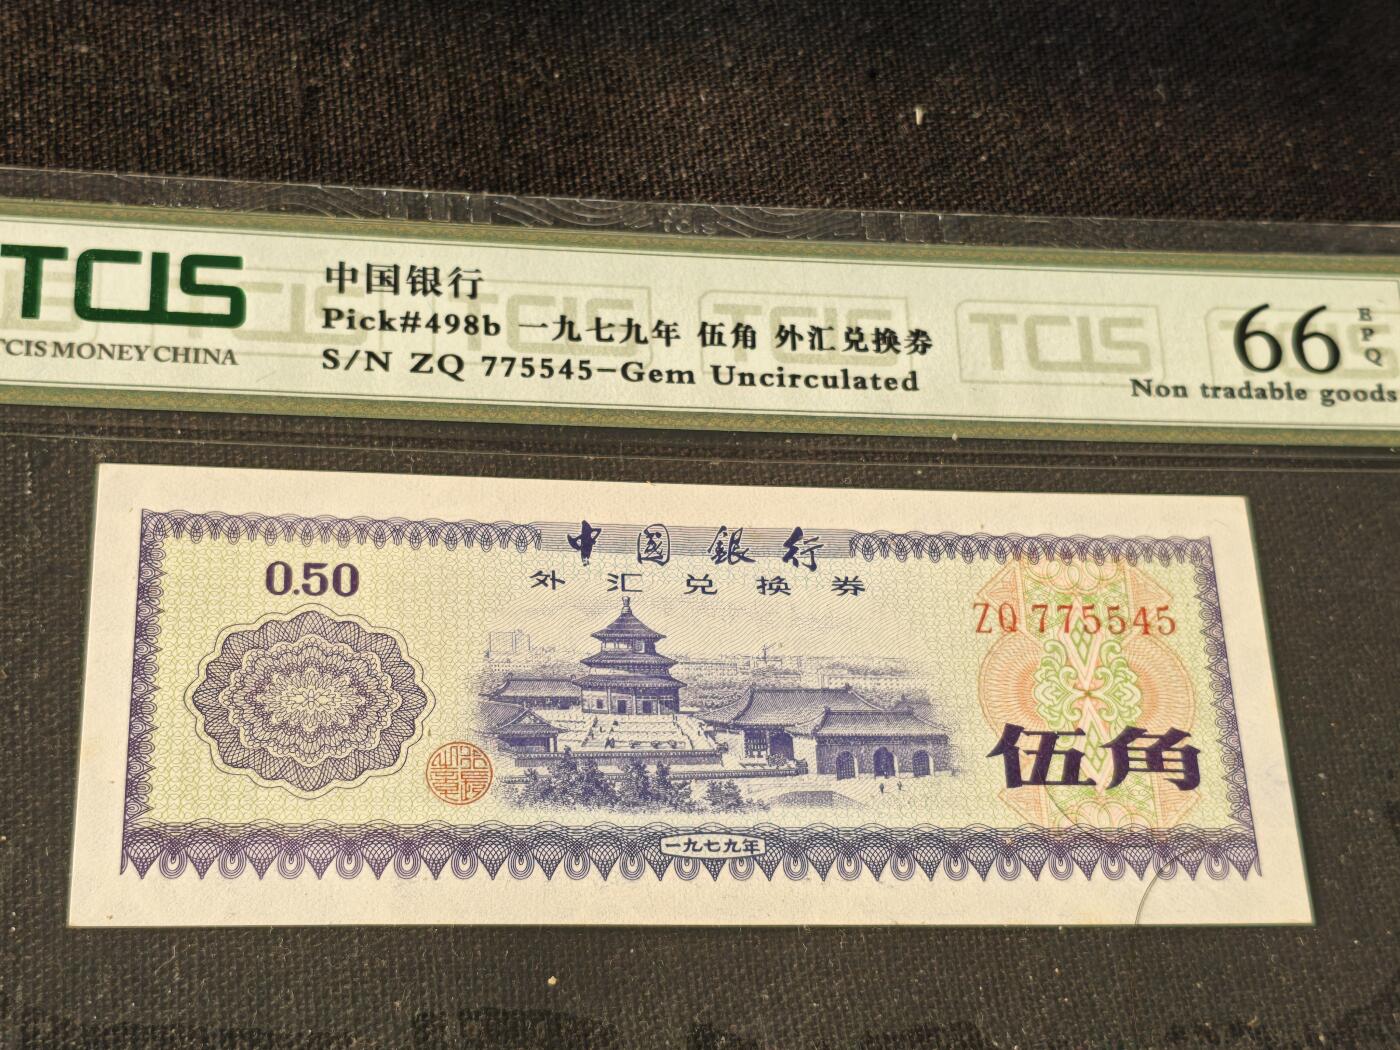 TCIS
TCIS MONEY CHINA
中国银行
Pick#498b 一九七九年 伍角 外汇兑换券
S/N ZQ 775545-Gem Uncirculated
66 EPQ
Non tradable goods
中國銀行
外汇兑换券
0.50
ZQ 775545
伍角
一九七九年